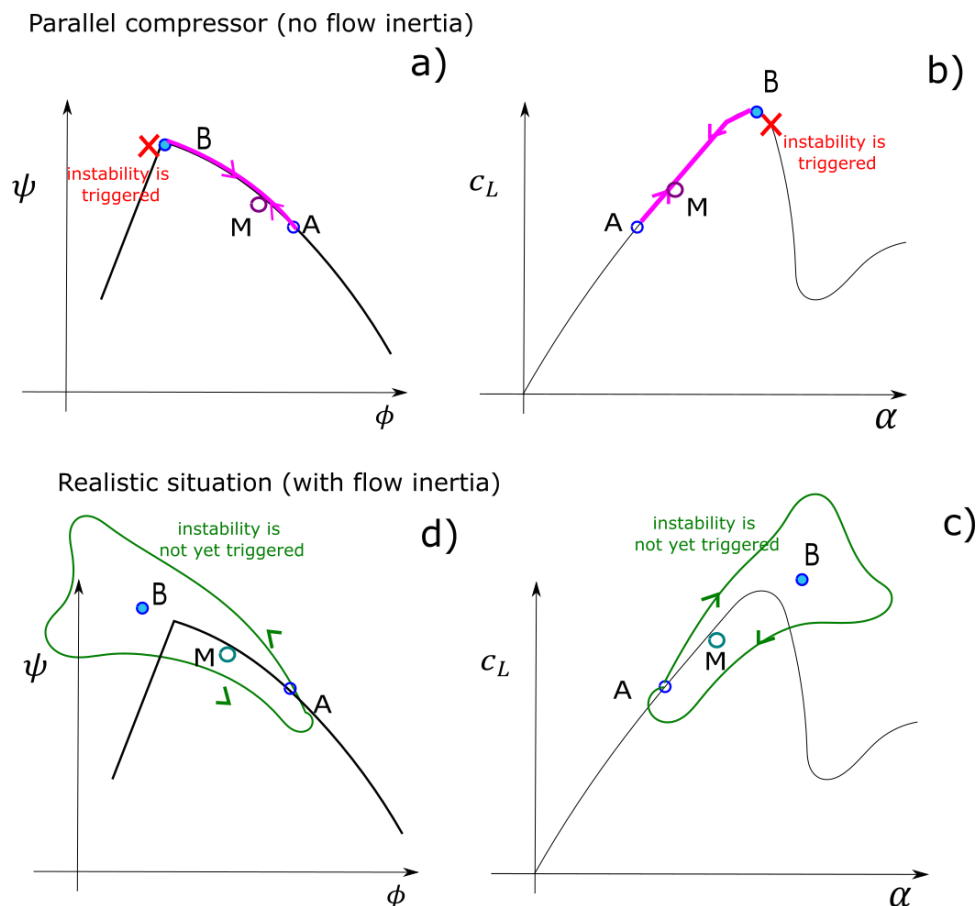 Parallel compressor (no flow inertia)
a)
b)
ψ
B
instability is
triggered
M
A
ϕ
c_L
B
instability is
triggered
A
M
α
Realistic situation (with flow inertia)
d)
c)
instability is
not yet triggered
ψ
B
M
A
ϕ
instability is
not yet triggered
c_L
B
M
A
α